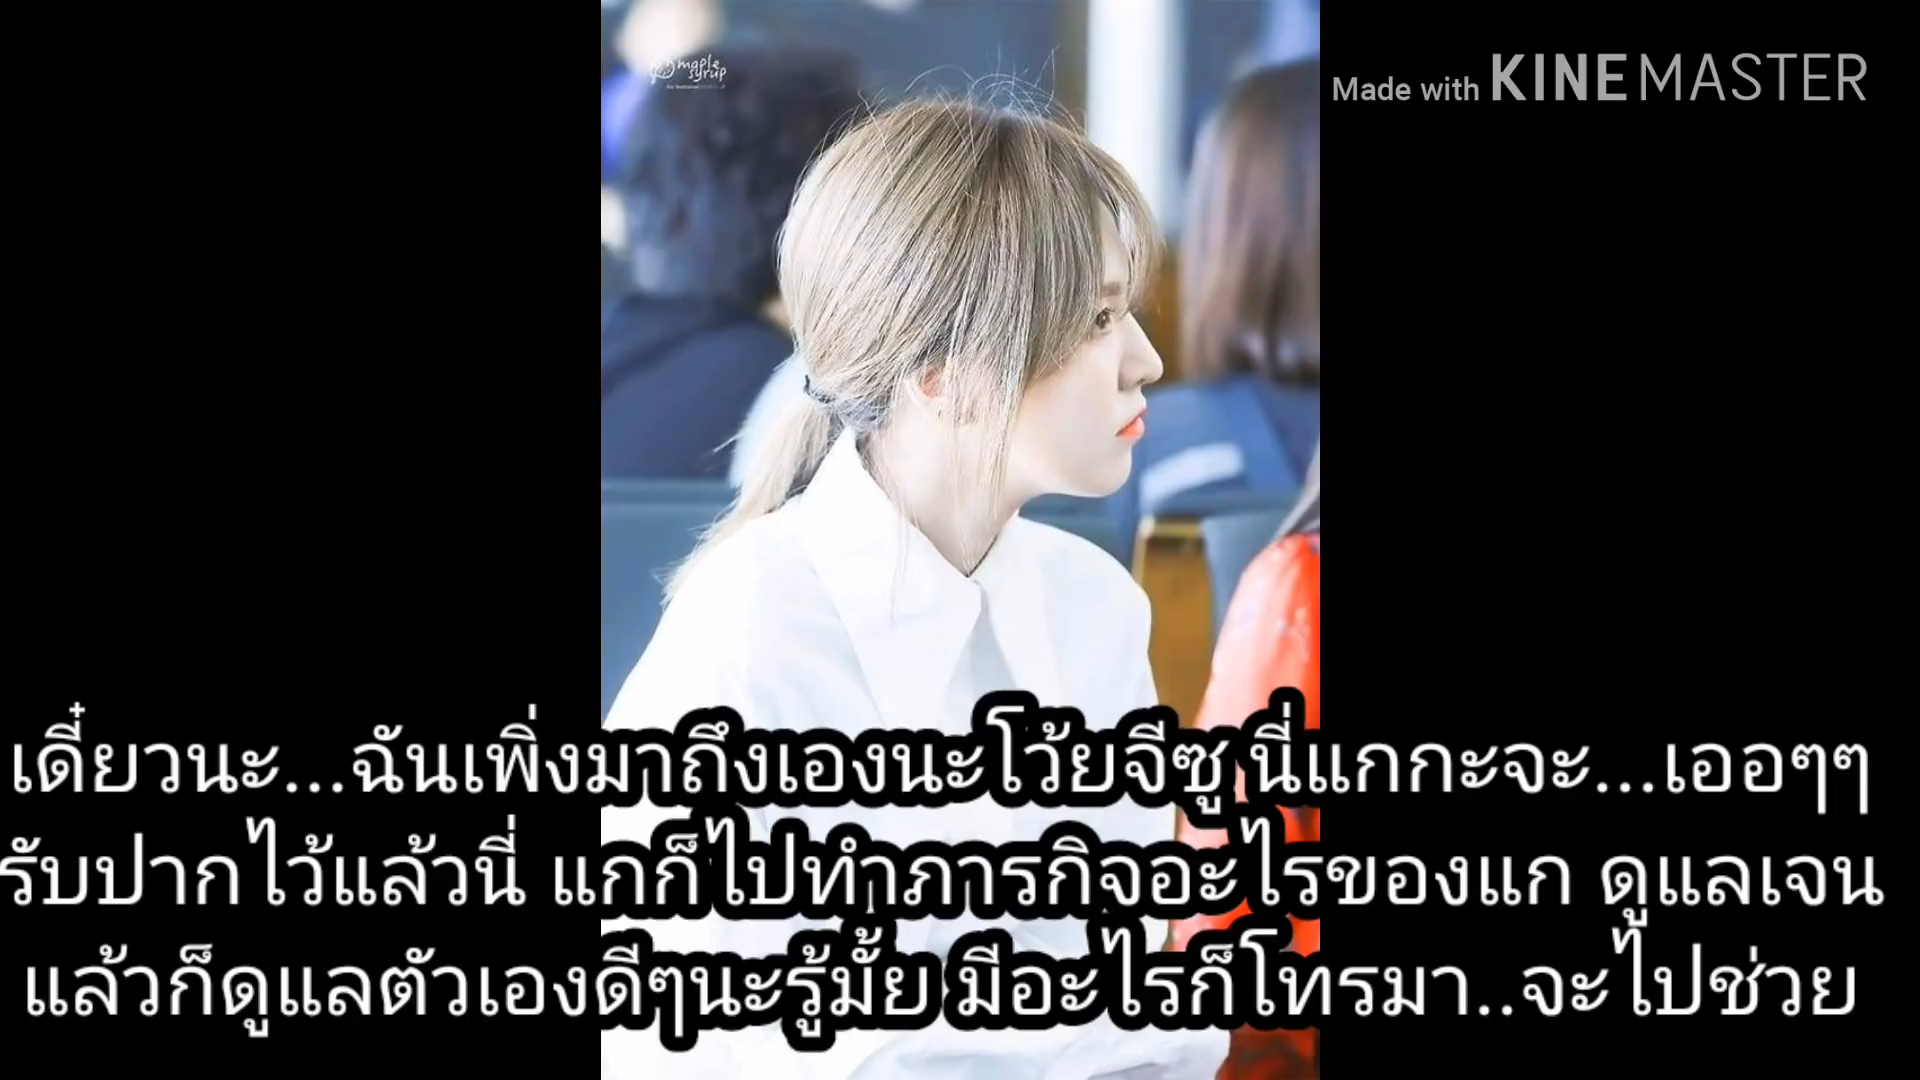 maple
syrup
Made with KINEMASTER
เดี๋ยวนะ...ฉันเพิ่งมาถึงเองนะโว้ยจีซู นี่แกกะจะ...เออๆๆ
รับปากไว้แล้วนี่ แกก็ไปทำภารกิจอะไรของแก ดูแลเจน
แล้วก็ดูแลตัวเองดีๆนะรู้มั้ย มีอะไรก็โทรมา..จะไปช่วย